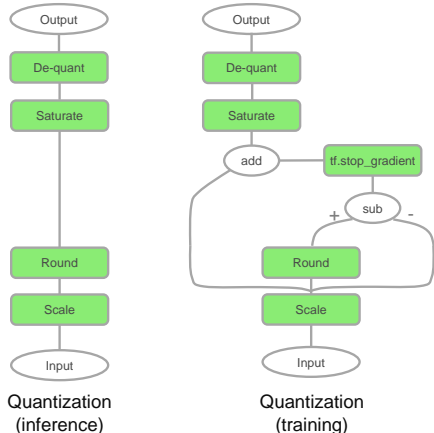 Output
De-quant
Saturate
Round
Scale
Input
Quantization
(inference)
Output
De-quant
Saturate
add
tf.stop_gradient
sub
+
-
Round
Scale
Input
Quantization
(training)